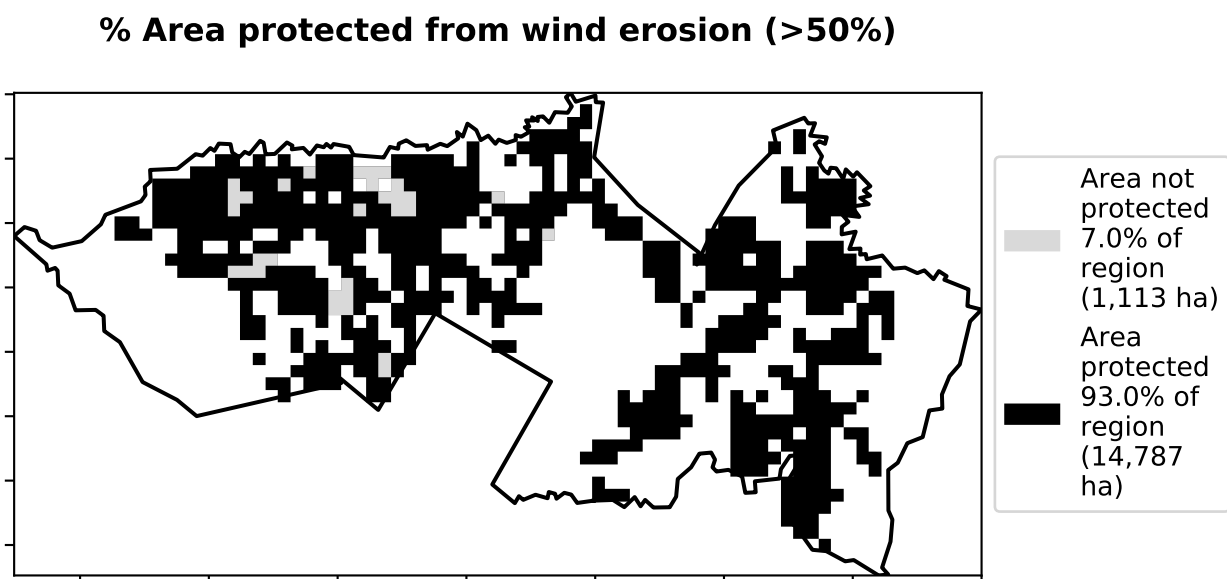 % Area protected from wind erosion (>50%)
Area not
protected
7.0% of
region
(1,113 ha)
Area
protected
93.0% of
region
(14,787
ha)